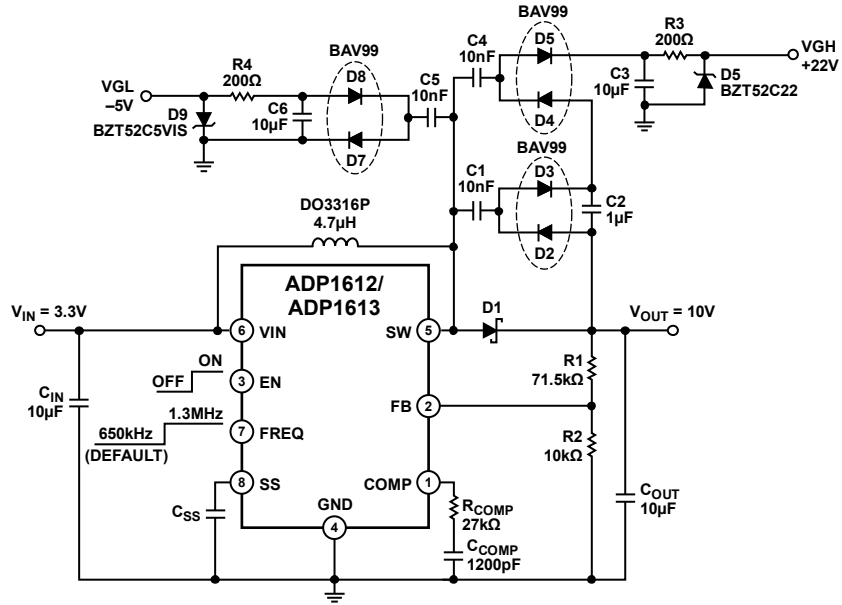 BAV99
BAV99
C4
10nF
D5
D4
R3
200Ω
VGH
+22V
C3
10µF
D5
BZT52C22
R4
200Ω
D8
D7
C5
10nF
VGL
–5V
D9
BZT52C5VIS
C6
10µF
BAV99
C1
10nF
D3
D2
C2
1µF
DO3316P
4.7µH
ADP1612/
ADP1613
VIN = 3.3V
6 VIN
SW 5
D1
VOUT = 10V
ON
OFF
3 EN
CIN
10µF
R1
71.5kΩ
FB 2
1.3MHz
650kHz
(DEFAULT)
7 FREQ
R2
10kΩ
8 SS
COMP 1
CSS
GND
4
RCOMP
27kΩ
CCOMP
1200pF
COUT
10µF